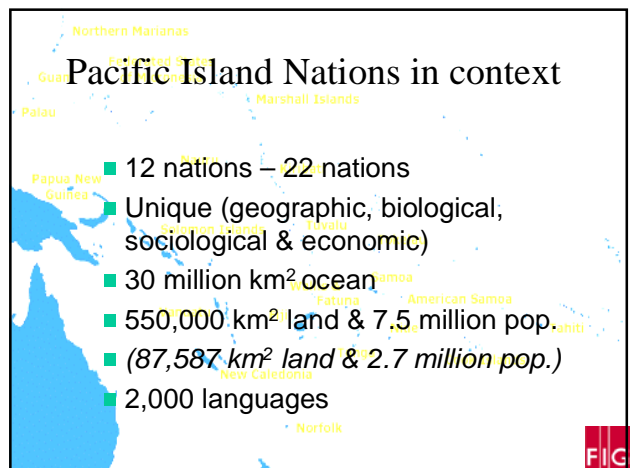 Northern Marianas
Pacific Island Nations in context
Marshall Islands
Palau
12 nations – 22 nations
Papua New
Guinea
Unique (geographic, biological, sociological & economic)
Solomon Islands
Tuvalu
30 million km² ocean
Samoa
Fatuna
American Samoa
550,000 km² land & 7.5 million pop.
(87,587 km² land & 2.7 million pop.)
New Caledonia
2,000 languages
Norfolk
FIG